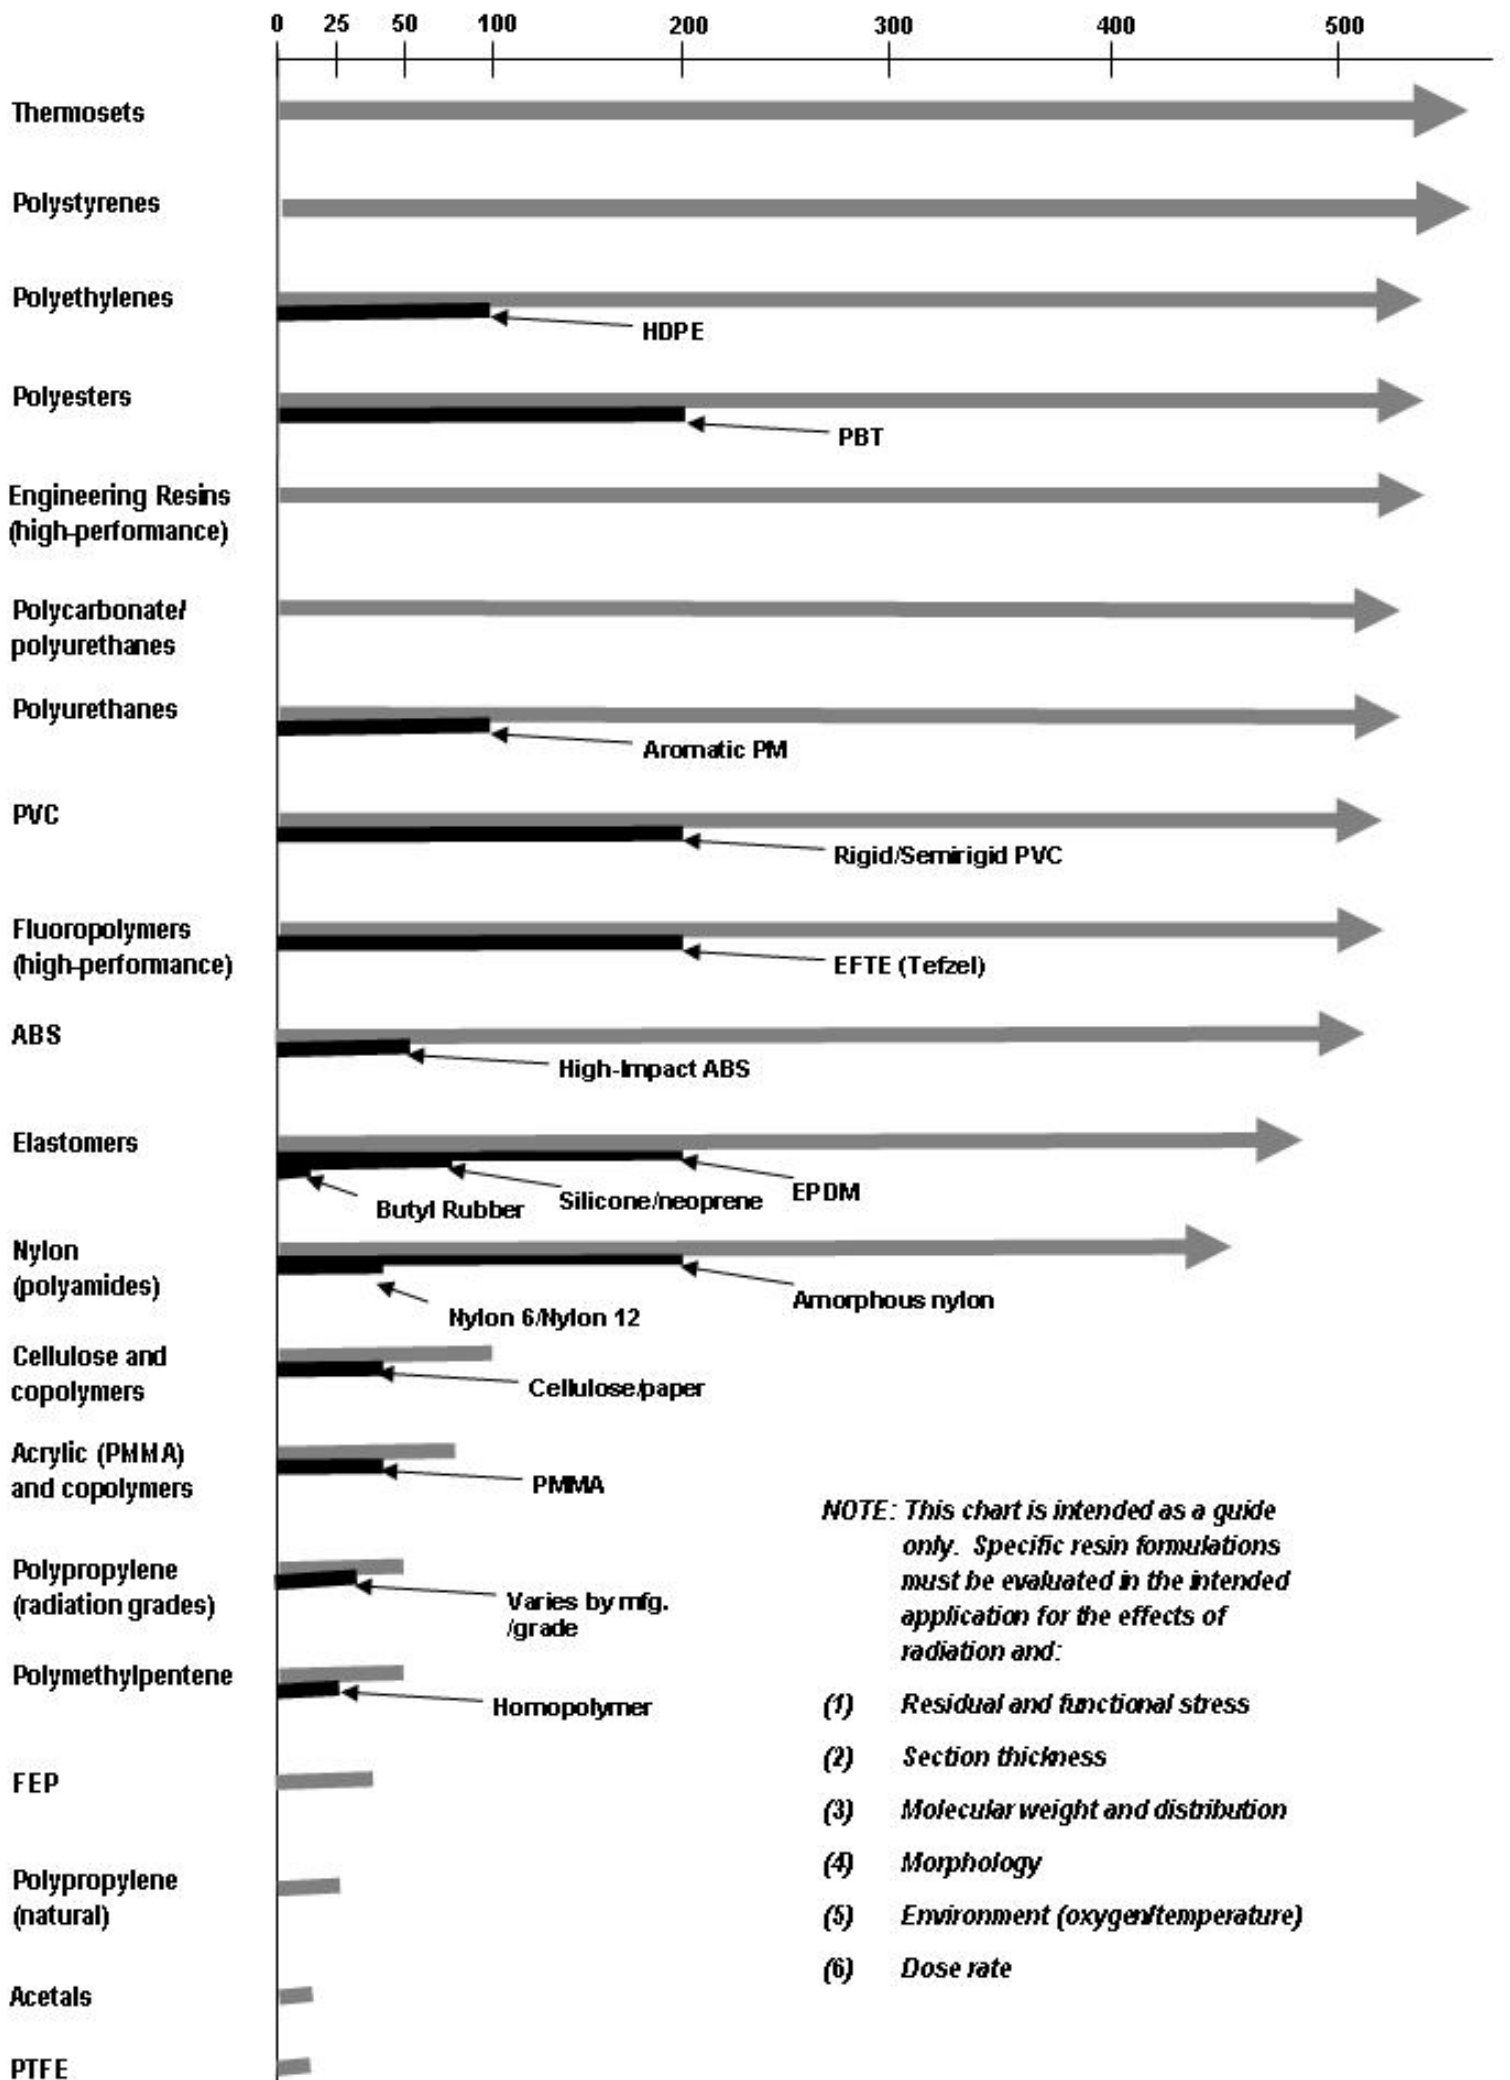 0 25 50 100 200 300 400 500
Thermosets
Polystyrenes
Polyethylenes
HDPE
Polyesters
PBT
Engineering Resins
(high-performance)
Polycarbonate/
polyurethanes
Polyurethanes
Aromatic PM
PVC
Rigid/Semirigid PVC
Fluoropolymers
(high-performance)
EFTE (Tefzel)
ABS
High-Impact ABS
Elastomers
EPDM
Silicone/neoprene
Butyl Rubber
Nylon
(polyamides)
Amorphous nylon
Nylon 6/Nylon 12
Cellulose and
copolymers
Cellulose/paper
Acrylic (PMMA)
and copolymers
PMMA
Polypropylene
(radiation grades)
Varies by mfg.
/grade
Polymethylpentene
Homopolymer
FEP
Polypropylene
(natural)
Acetals
PTFE
NOTE: This chart is intended as a guide
only. Specific resin formulations
must be evaluated in the intended
application for the effects of
radiation and:
(1) Residual and functional stress
(2) Section thickness
(3) Molecular weight and distribution
(4) Morphology
(5) Environment (oxygen/temperature)
(6) Dose rate